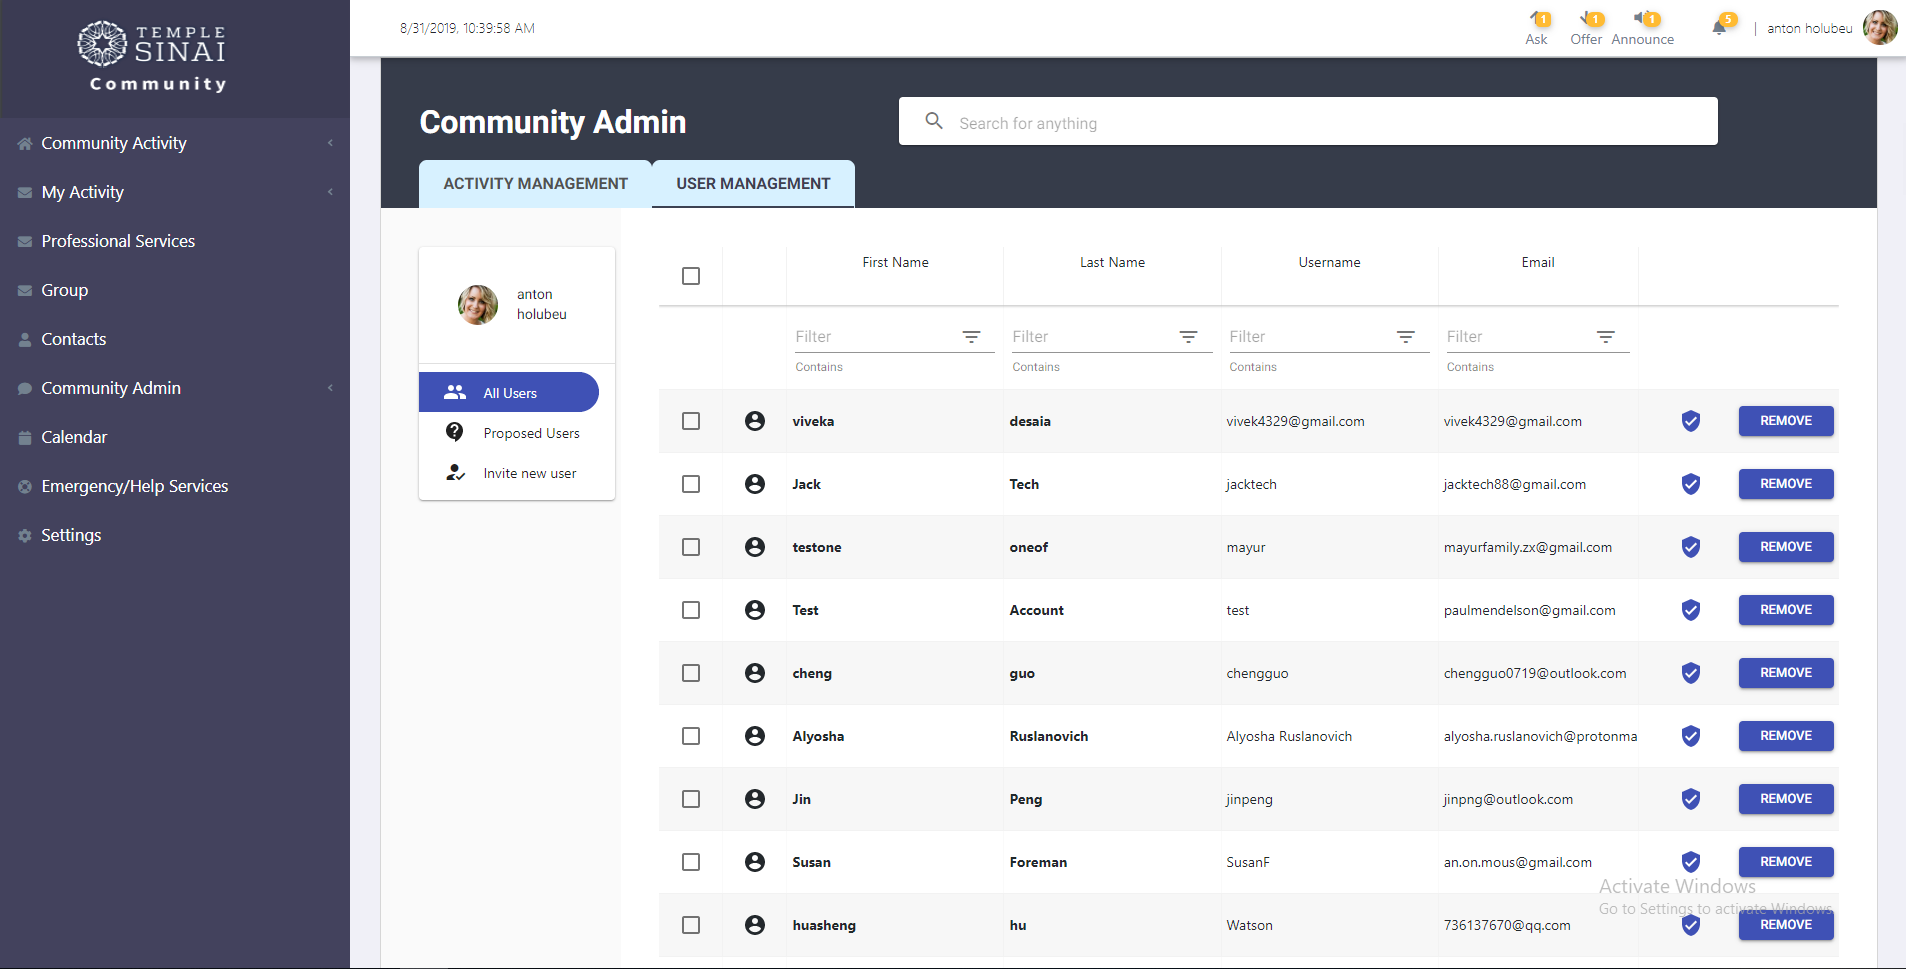 TEMPLE
SINAI
Community
8/31/2019, 10:39:58 AM
1
Ask
1
Offer
1
Announce
5
| anton holubeu
Community Activity
My Activity
Professional Services
Group
Contacts
Community Admin
Calendar
Emergency/Help Services
Settings
Community Admin
Search for anything
ACTIVITY MANAGEMENT
USER MANAGEMENT
anton
holubeu
All Users
Proposed Users
Invite new user
First Name Last Name Username Email
Filter Filter Filter Filter
Contains Contains Contains Contains
viveka desaia vivek4329@gmail.com vivek4329@gmail.com REMOVE
Jack Tech jacktech jacktech88@gmail.com REMOVE
testone oneof mayur mayurfamily.zx@gmail.com REMOVE
Test Account test paulmendelson@gmail.com REMOVE
cheng guo chengguo chengguo0719@outlook.com REMOVE
Alyosha Ruslanovich Alyosha Ruslanovich alyosha.ruslanovich@protonma REMOVE
Jin Peng jinpeng jinpng@outlook.com REMOVE
Susan Foreman SusanF an.on.mous@gmail.com REMOVE
huasheng hu Watson 736137670@qq.com REMOVE
Activate Windows
Go to Settings to activate Windows.